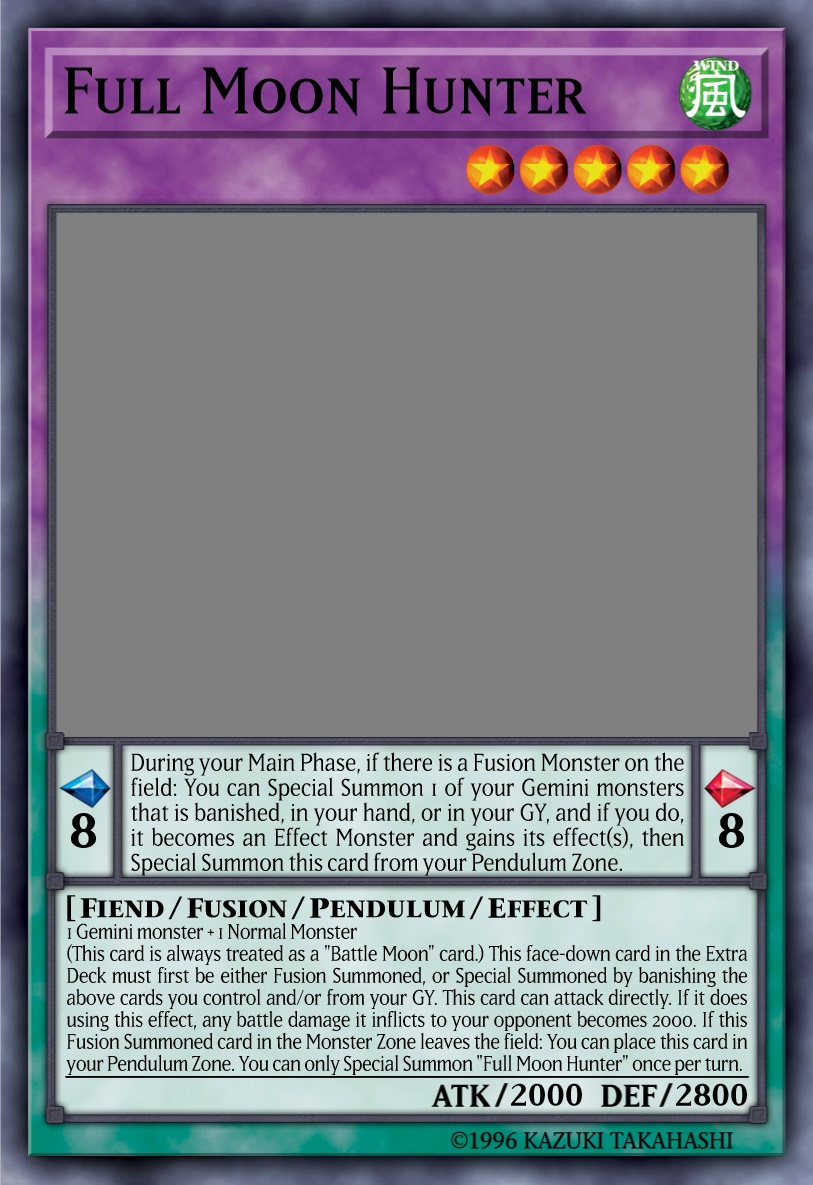 Full Moon Hunter
WIND
風
During your Main Phase, if there is a Fusion Monster on the
field: You can Special Summon 1 of your Gemini monsters
that is banished, in your hand, or in your GY, and if you do,
it becomes an Effect Monster and gains its effect(s), then
Special Summon this card from your Pendulum Zone.
8
8
[ Fiend / Fusion / Pendulum / Effect ]
1 Gemini monster + 1 Normal Monster
(This card is always treated as a "Battle Moon" card.) This face-down card in the Extra
Deck must first be either Fusion Summoned, or Special Summoned by banishing the
above cards you control and/or from your GY. This card can attack directly. If it does
using this effect, any battle damage it inflicts to your opponent becomes 2000. If this
Fusion Summoned card in the Monster Zone leaves the field: You can place this card in
your Pendulum Zone. You can only Special Summon "Full Moon Hunter" once per turn.
ATK/2000 DEF/2800
©1996 KAZUKI TAKAHASHI